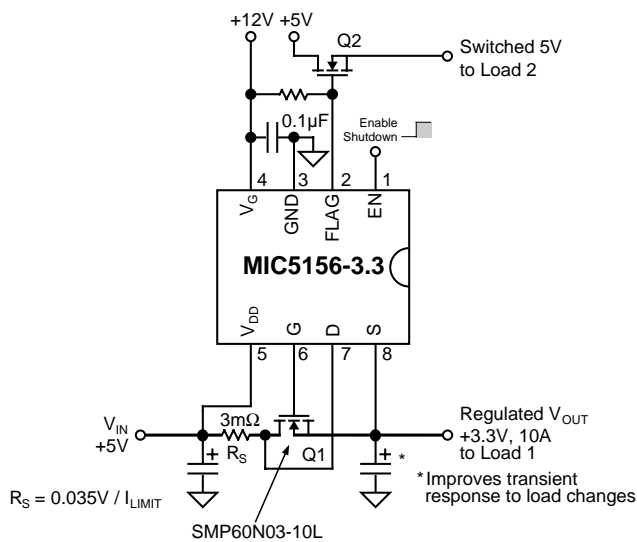 +12V
+5V
Q2
Switched 5V
to Load 2
0.1µF
Enable
Shutdown
4
3
2
1
VG
GND
FLAG
EN
MIC5156-3.3
VDD
G
D
S
5
6
7
8
VIN
+5V
3mΩ
RS
Q1
Regulated VOUT
+3.3V, 10A
to Load 1
+
+
*
*Improves transient
response to load changes
RS = 0.035V / ILIMIT
SMP60N03-10L